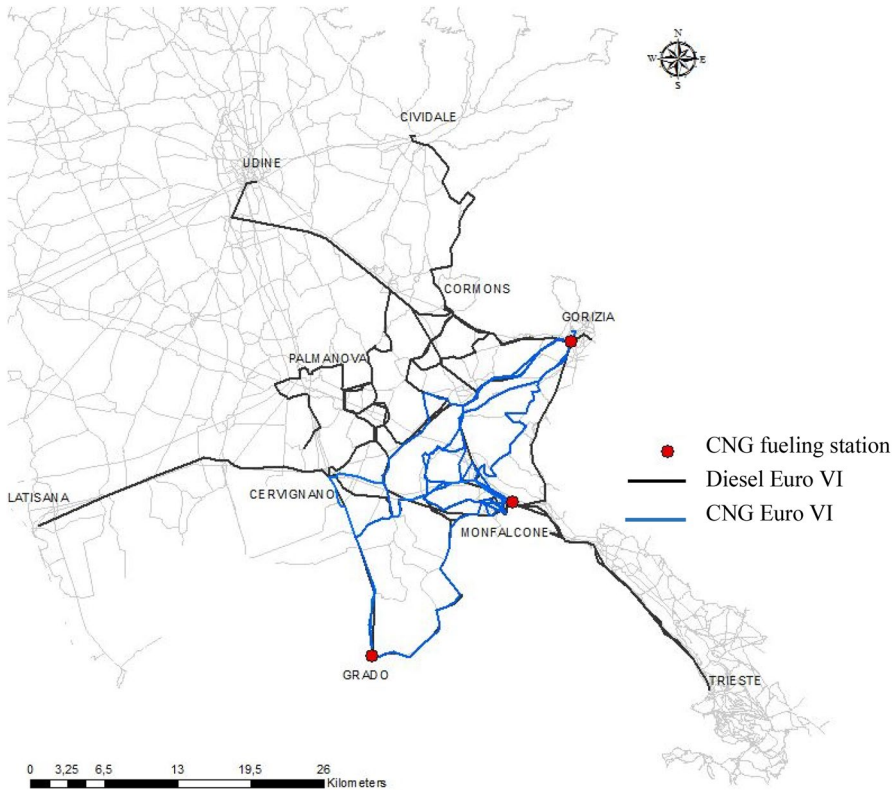 N
W E
S
CIVIDALE
UDINE
CORMONS
GORIZIA
PALMANOVA
CNG fueling station
Diesel Euro VI
LATISANA
CERVIGNANO
CNG Euro VI
MONFALCONE
GRADO
TRIESTE
0 3,25 6,5 13 19,5 26
Kilometers